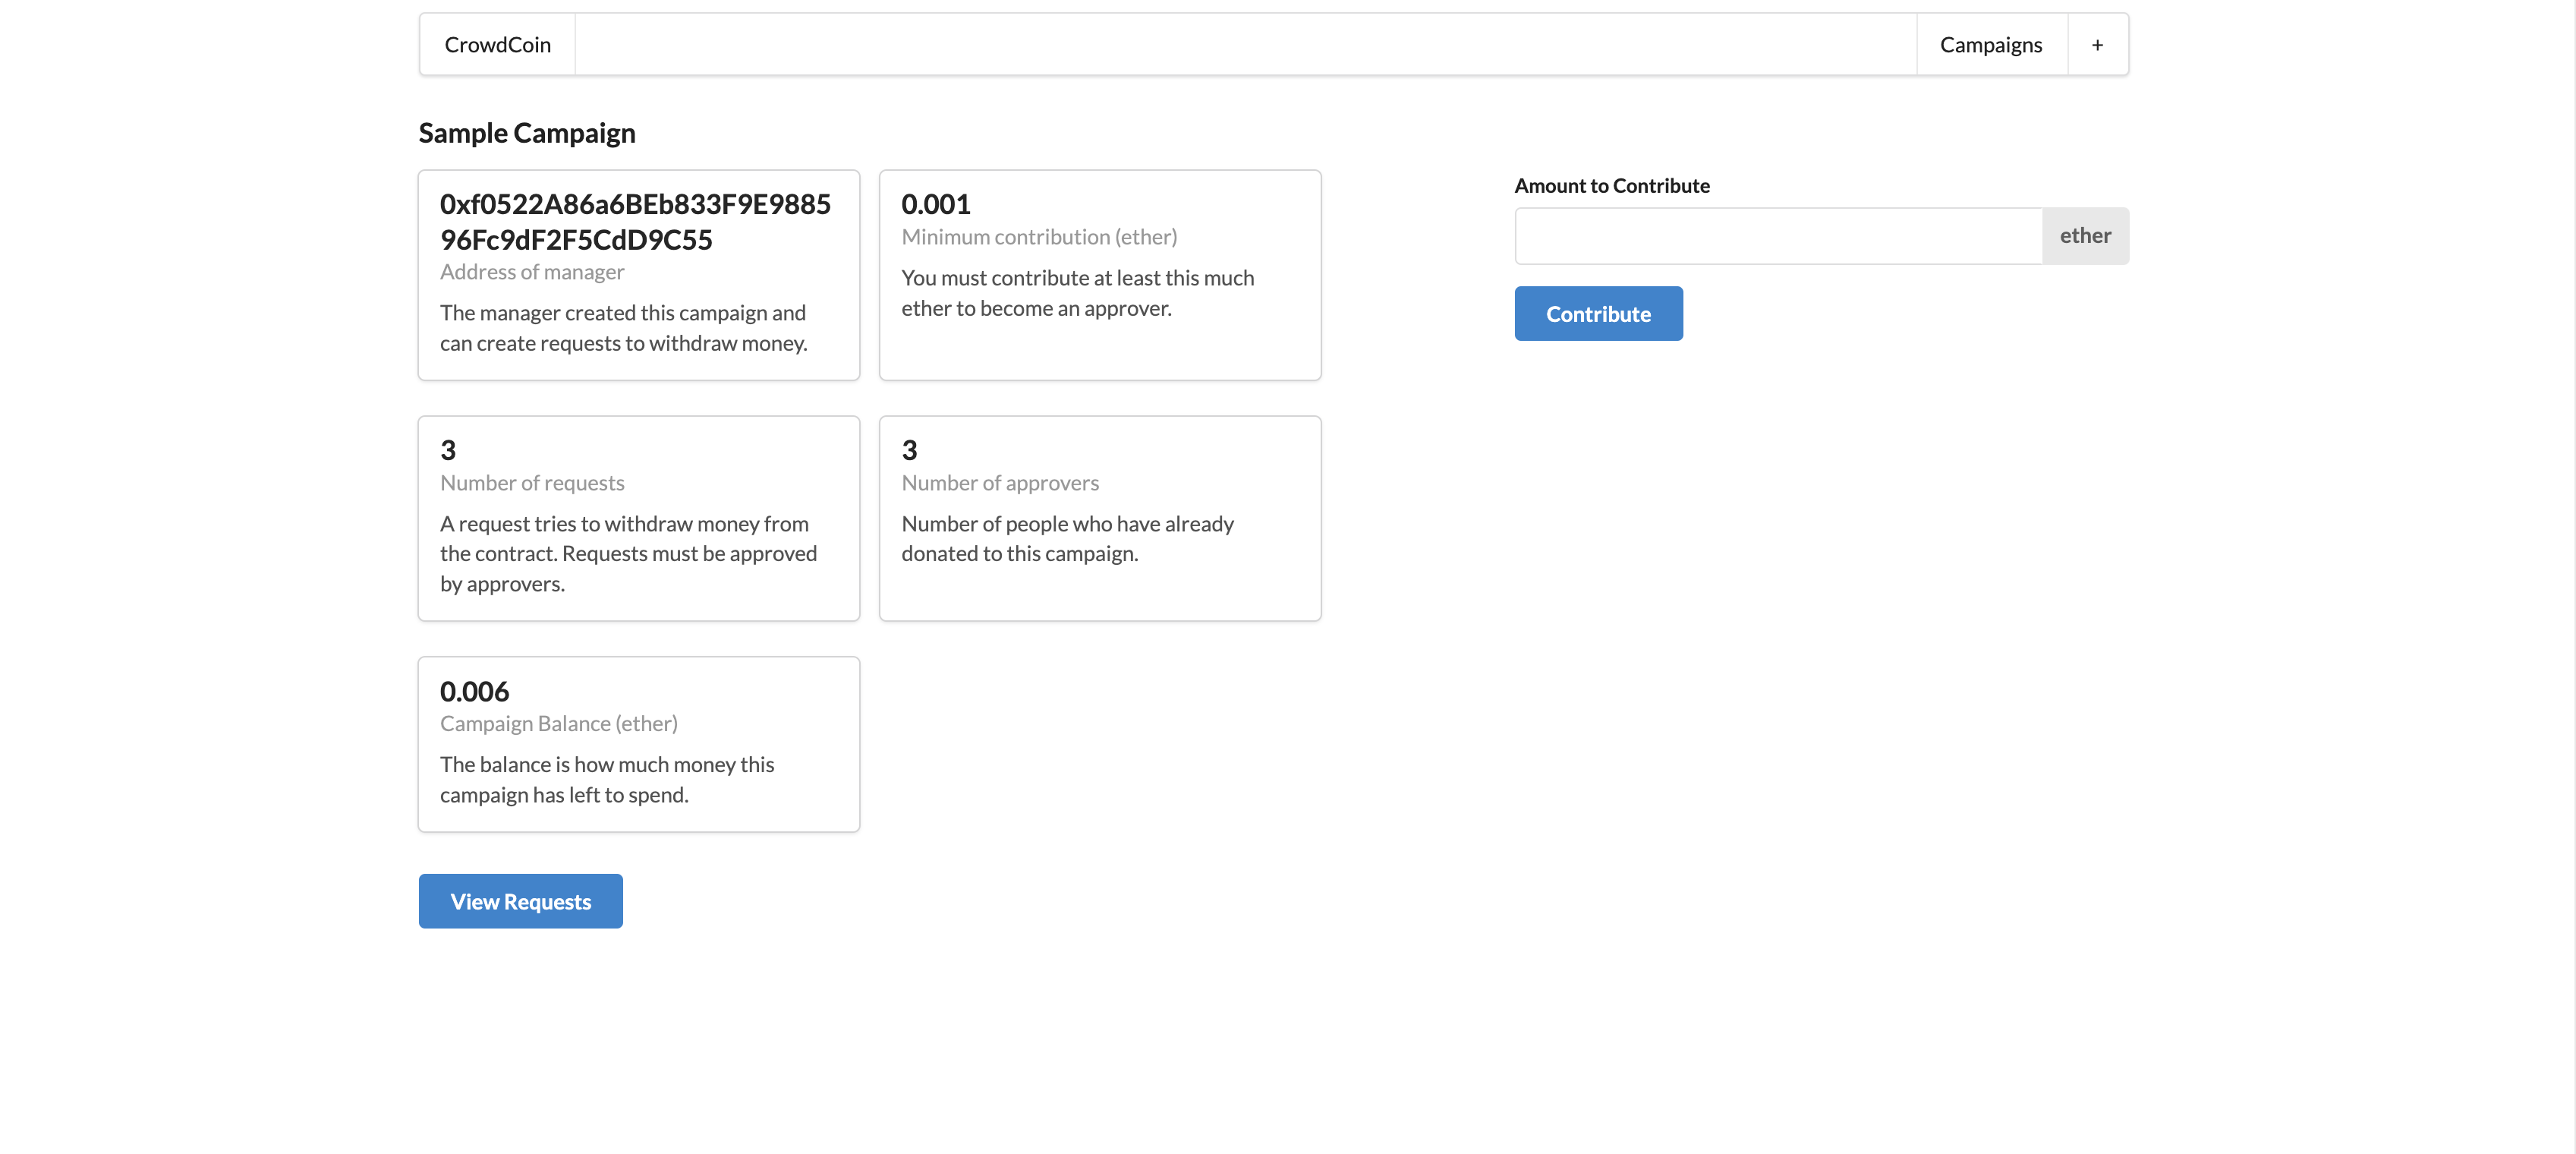 CrowdCoin
Campaigns
+
Sample Campaign
0xf0522A86a6BEb833F9E9885
96Fc9dF2F5CdD9C55
Address of manager
The manager created this campaign and
can create requests to withdraw money.
0.001
Minimum contribution (ether)
You must contribute at least this much
ether to become an approver.
3
Number of requests
A request tries to withdraw money from
the contract. Requests must be approved
by approvers.
3
Number of approvers
Number of people who have already
donated to this campaign.
0.006
Campaign Balance (ether)
The balance is how much money this
campaign has left to spend.
View Requests
Amount to Contribute
ether
Contribute